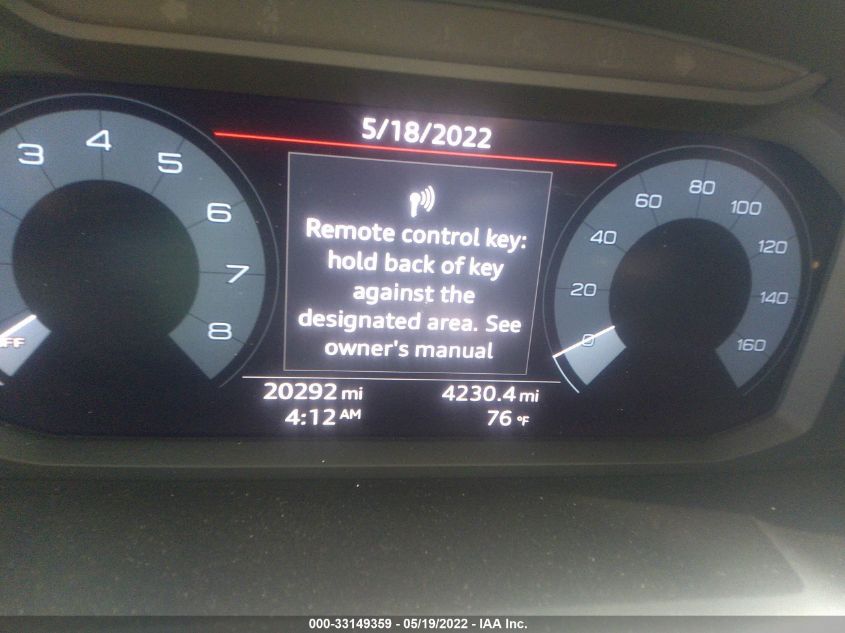 5/18/2022
Remote control key:
hold back of key
against the
designated area. See
owner's manual
3 4 5 6 7 8
0 20 40 60 80 100 120 140 160
20292 mi 4230.4 mi
4:12 AM 76 °F
000-33149359 - 05/19/2022 - IAA Inc.